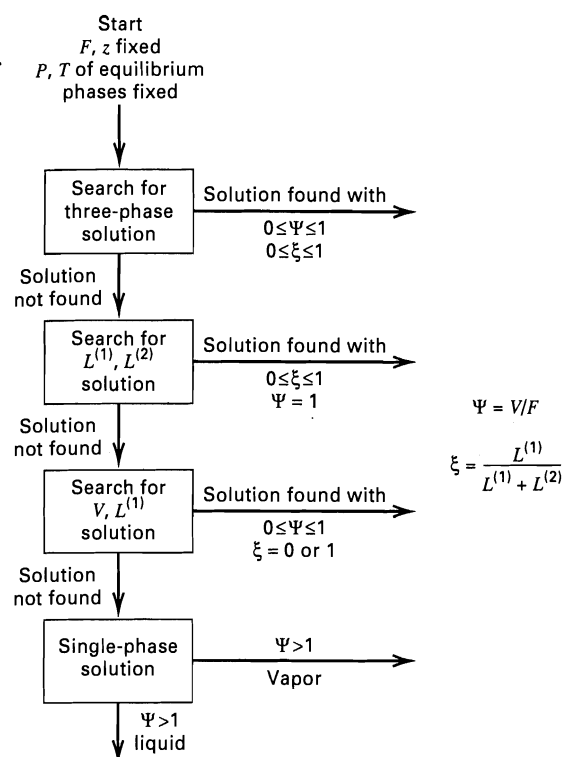 Start
F, z fixed
P, T of equilibrium
phases fixed
Search for
three-phase
solution
Solution found with
0≤Ψ≤1
0≤ξ≤1
Solution
not found
Search for
L⁽¹⁾, L⁽²⁾
solution
Solution found with
0≤ξ≤1
Ψ = 1
Solution
not found
Search for
V, L⁽¹⁾
solution
Solution found with
0≤Ψ≤1
ξ = 0 or 1
Solution
not found
Single-phase
solution
Ψ>1
Vapor
Ψ>1
liquid
Ψ = V/F
ξ = L⁽¹⁾ / L⁽¹⁾ + L⁽²⁾